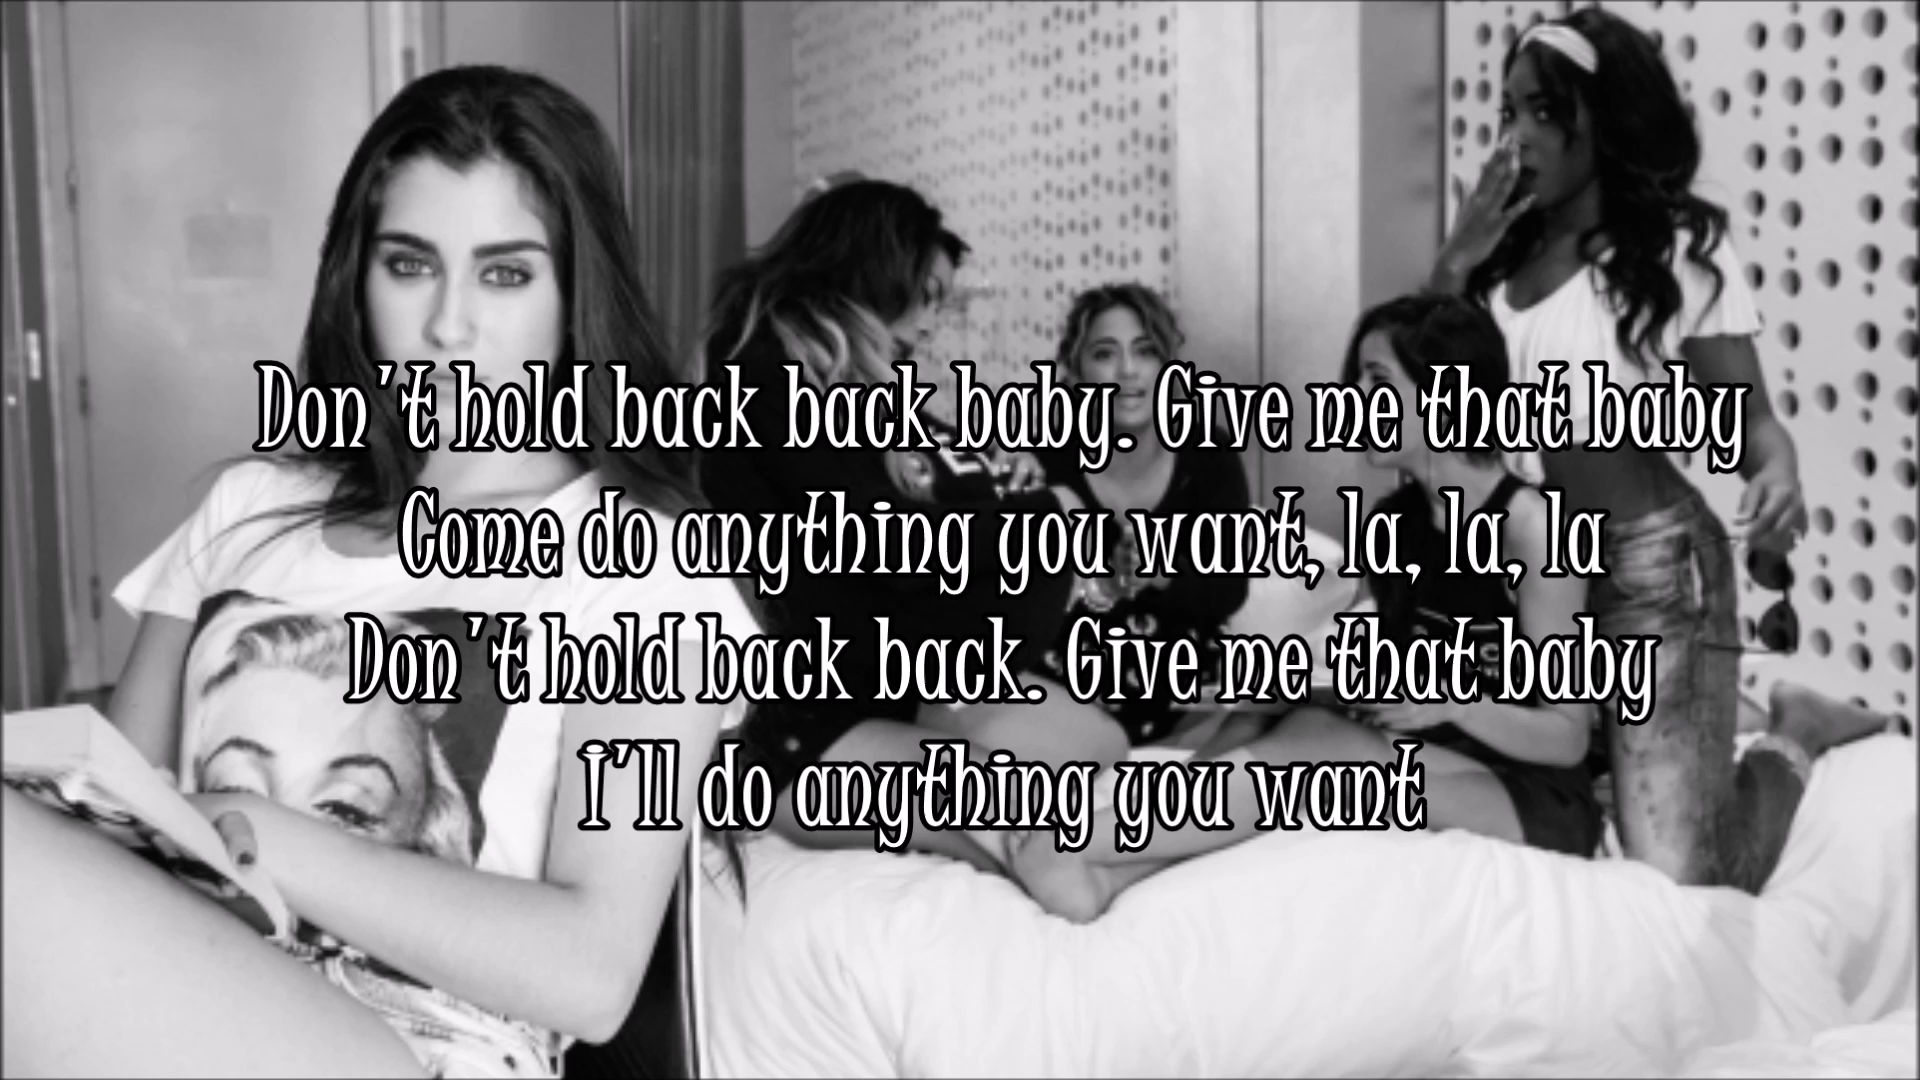 Don't hold back back baby. Give me that baby
Come do anything you want, la, la, la
Don't hold back back. Give me that baby
I'll do anything you want